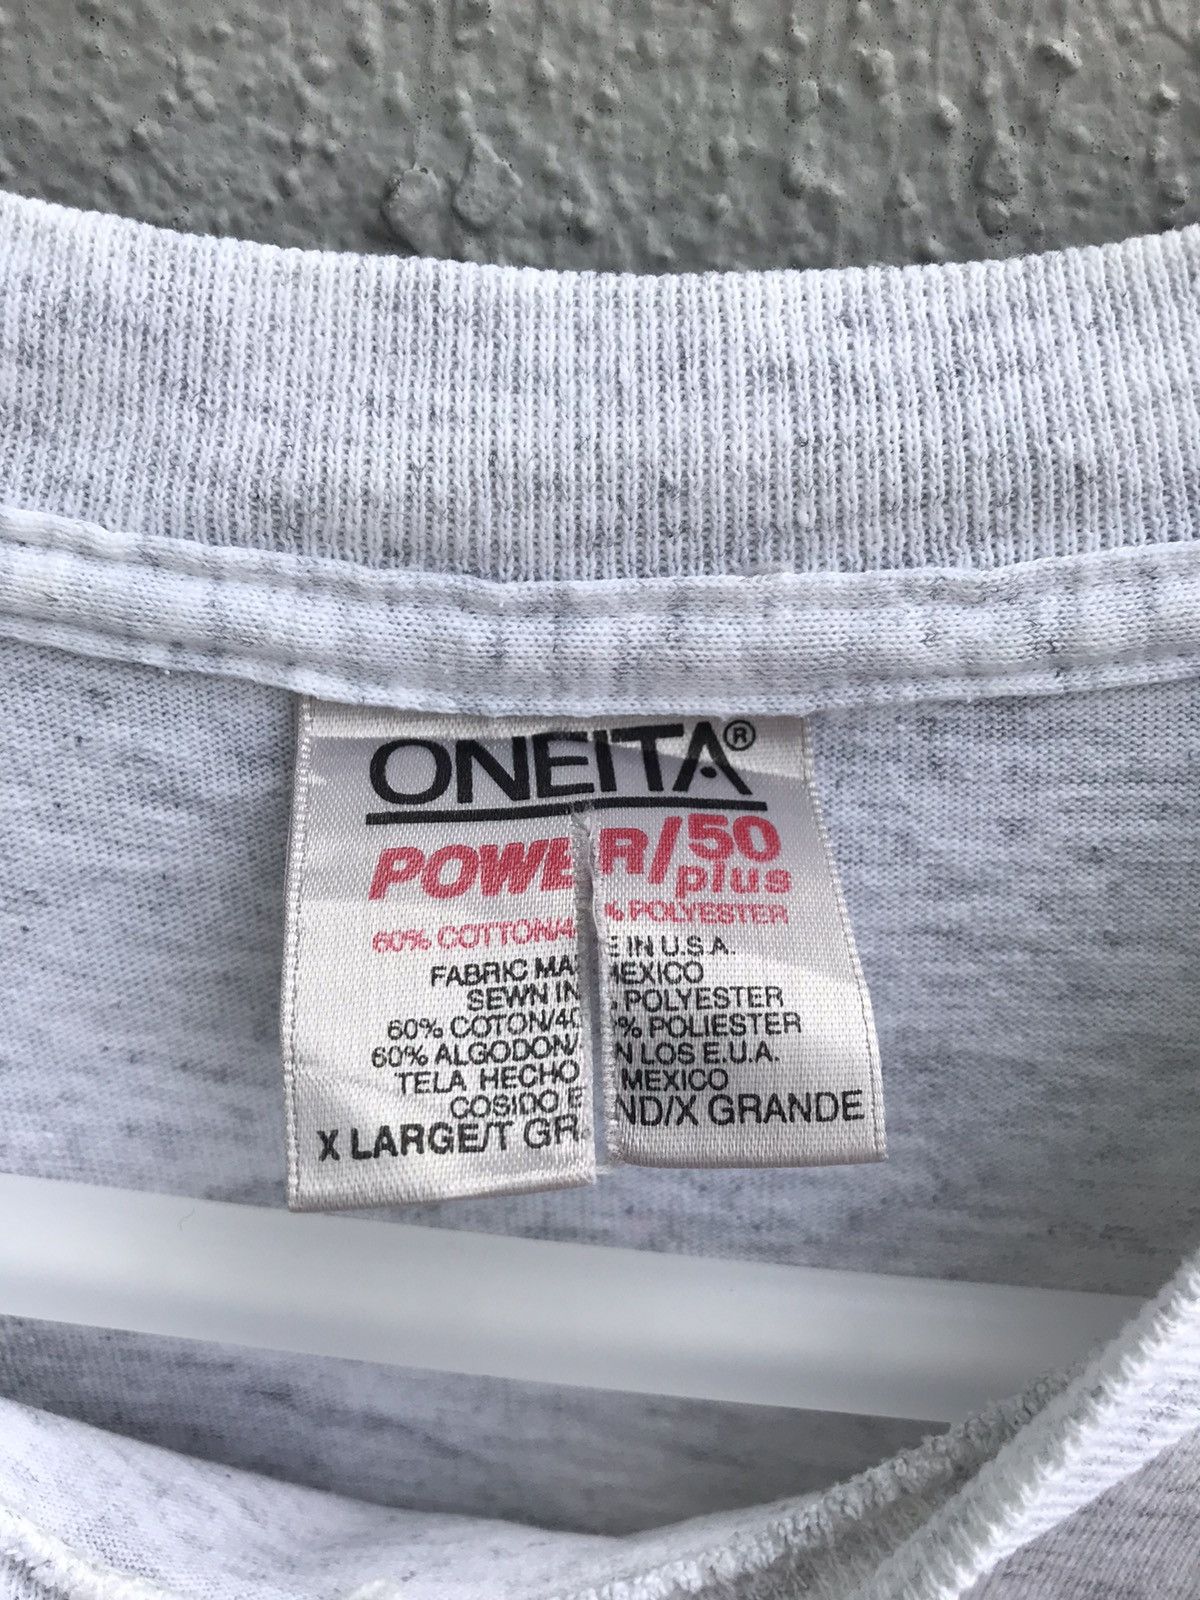 ONEITA®
POWER/50
plus
60% COTTON/4 % POLYESTER
FABRIC MA E IN U.S.A.
SEWN IN MEXICO
60% COTON/40 POLYESTER
60% ALGODON/ % POLIESTER
TELA HECHO N LOS E.U.A.
COSIDO E MEXICO
X LARGE/T GR ND/X GRANDE